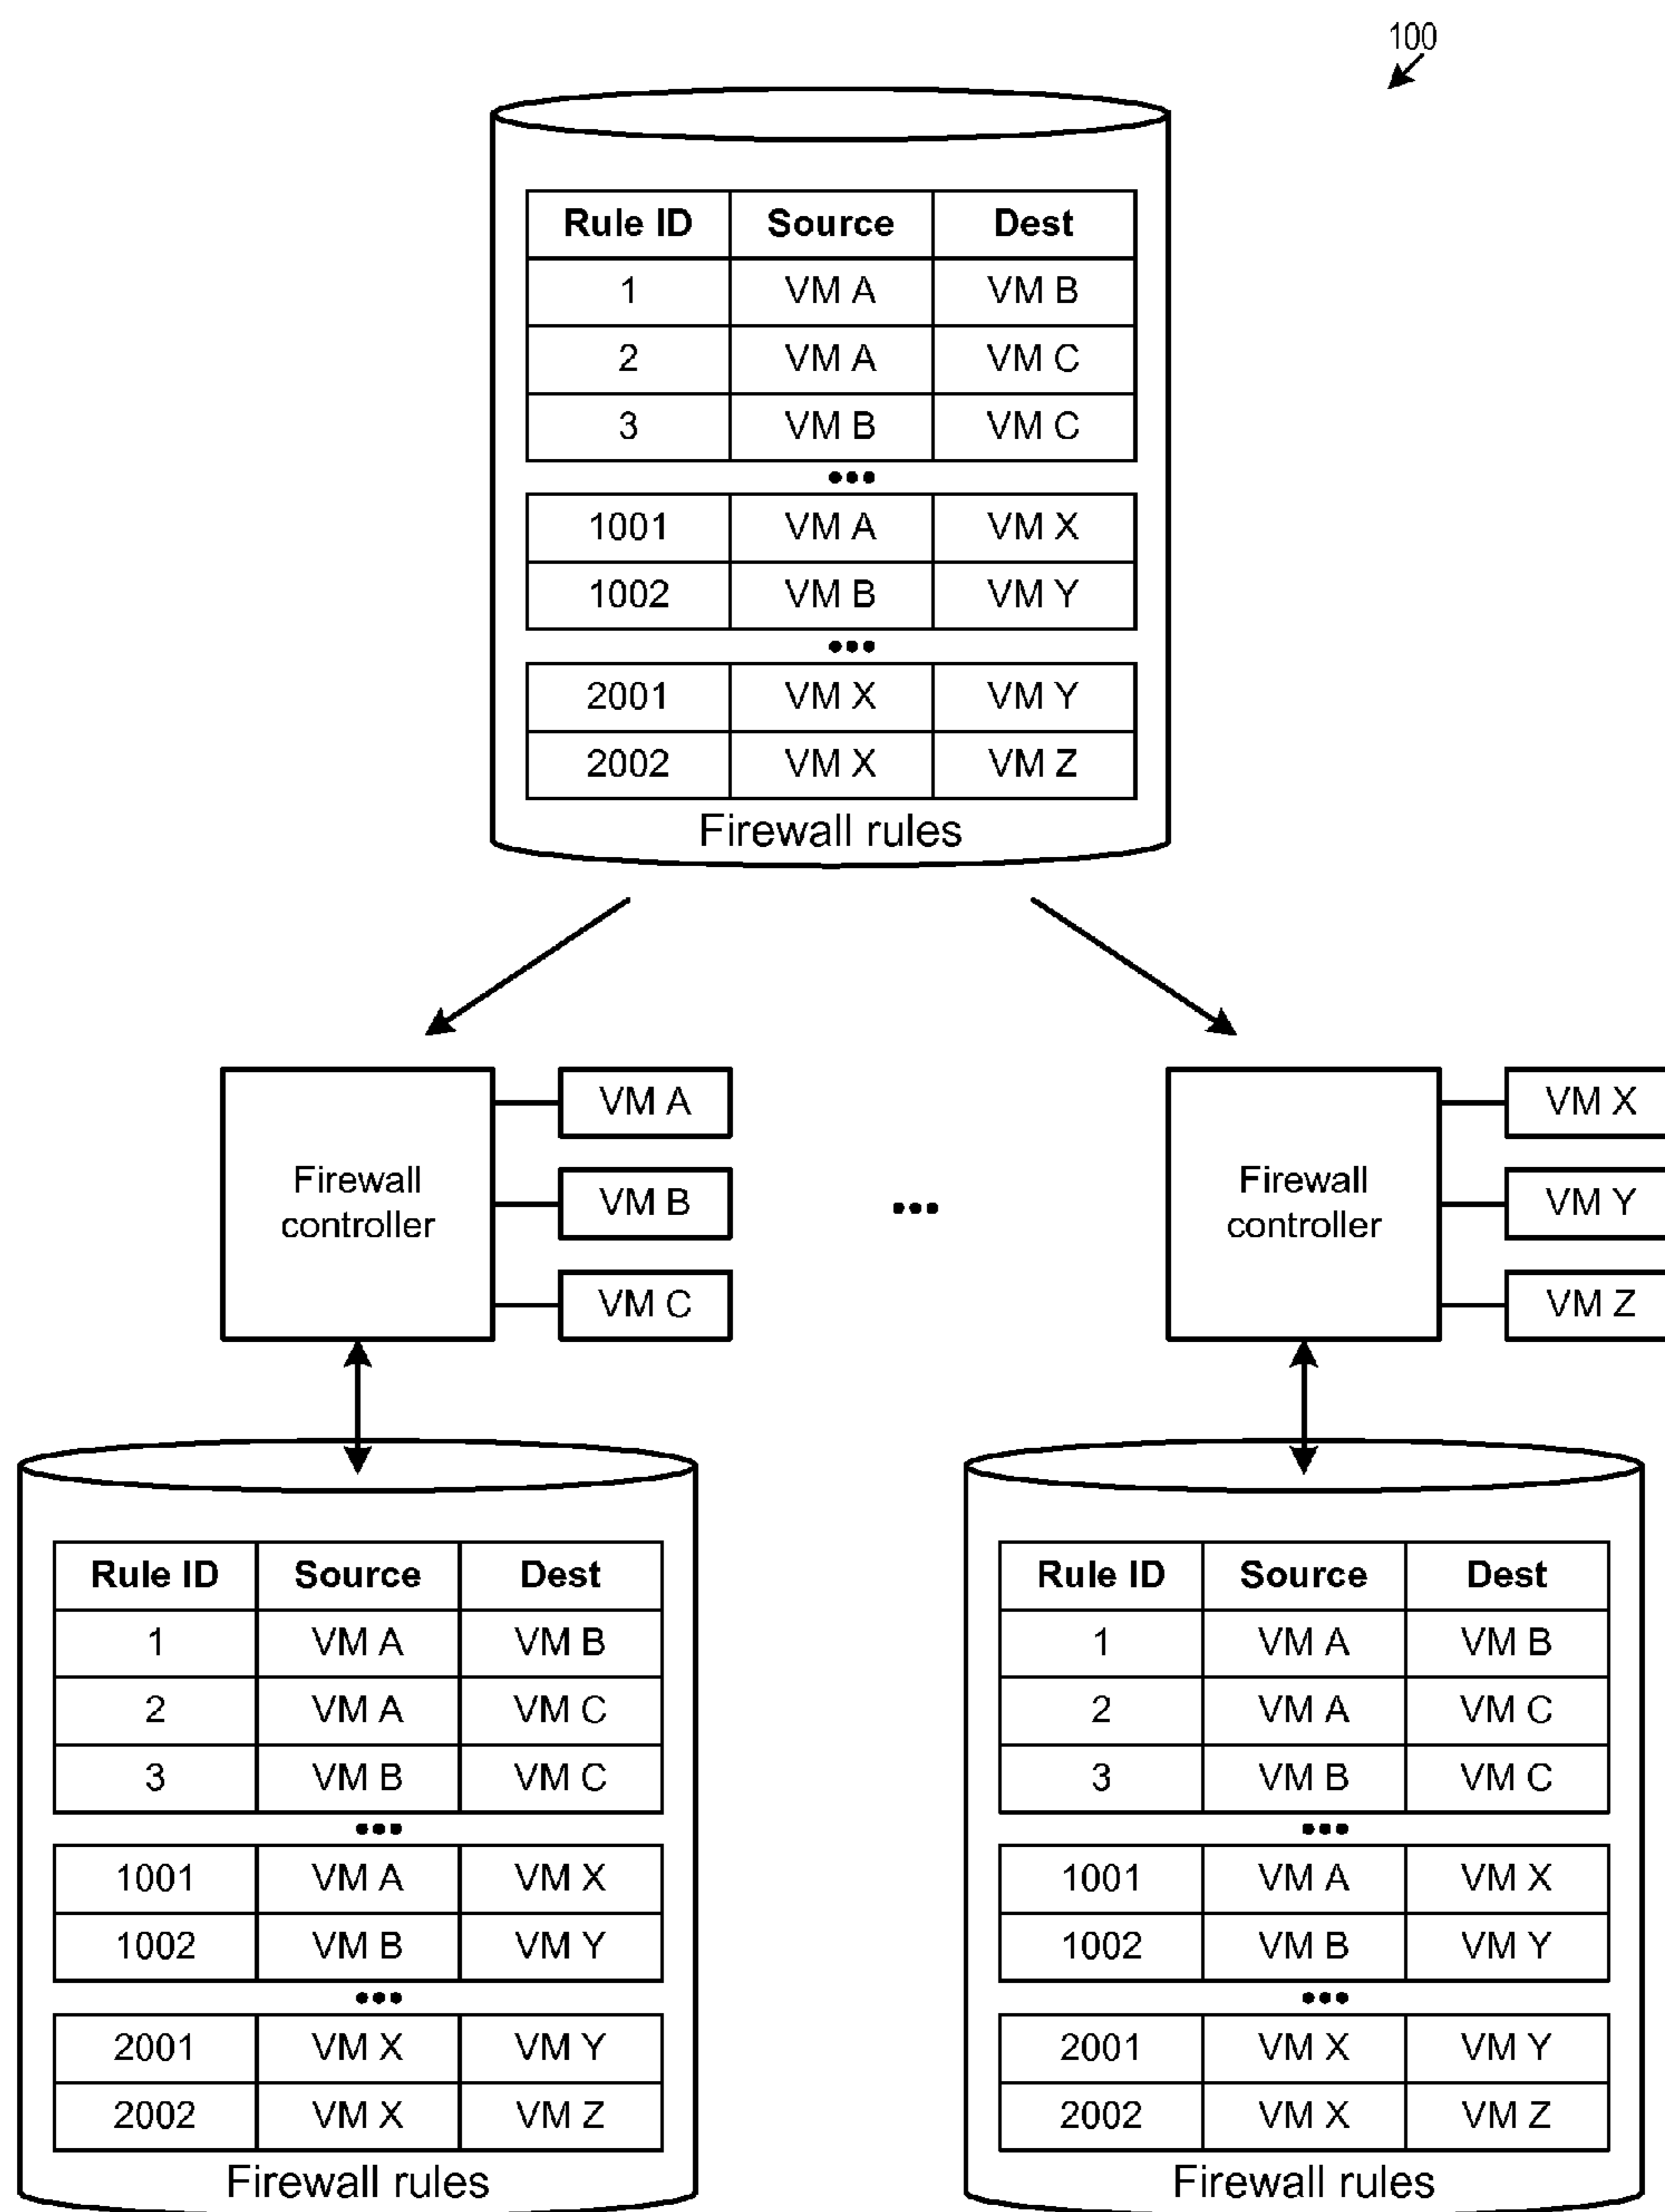 100
Rule ID Source Dest
1 VM A VM B
2 VM A VM C
3 VM B VM C
•••
1001 VM A VM X
1002 VM B VM Y
•••
2001 VM X VM Y
2002 VM X VM Z
Firewall rules
Firewall
controller
VM A
VM B
VM C
•••
Firewall
controller
VM X
VM Y
VM Z
Rule ID Source Dest
1 VM A VM B
2 VM A VM C
3 VM B VM C
•••
1001 VM A VM X
1002 VM B VM Y
•••
2001 VM X VM Y
2002 VM X VM Z
Firewall rules
Rule ID Source Dest
1 VM A VM B
2 VM A VM C
3 VM B VM C
•••
1001 VM A VM X
1002 VM B VM Y
•••
2001 VM X VM Y
2002 VM X VM Z
Firewall rules